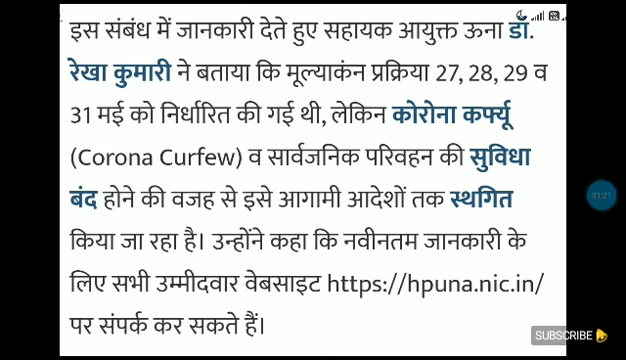 इस संबंध में जानकारी देते हुए सहायक आयुक्त ऊना डॉ.
रेखा कुमारी ने बताया कि मूल्याकंन प्रक्रिया 27, 28, 29 व
31 मई को निर्धारित की गई थी, लेकिन कोरोना कर्फ्यू
(Corona Curfew) व सार्वजनिक परिवहन की सुविधा
बंद होने की वजह से इसे आगामी आदेशों तक स्थगित
किया जा रहा है। उन्होंने कहा कि नवीनतम जानकारी के
लिए सभी उम्मीदवार वेबसाइट https://hpuna.nic.in/
पर संपर्क कर सकते हैं।
01:21
SUBSCRIBE